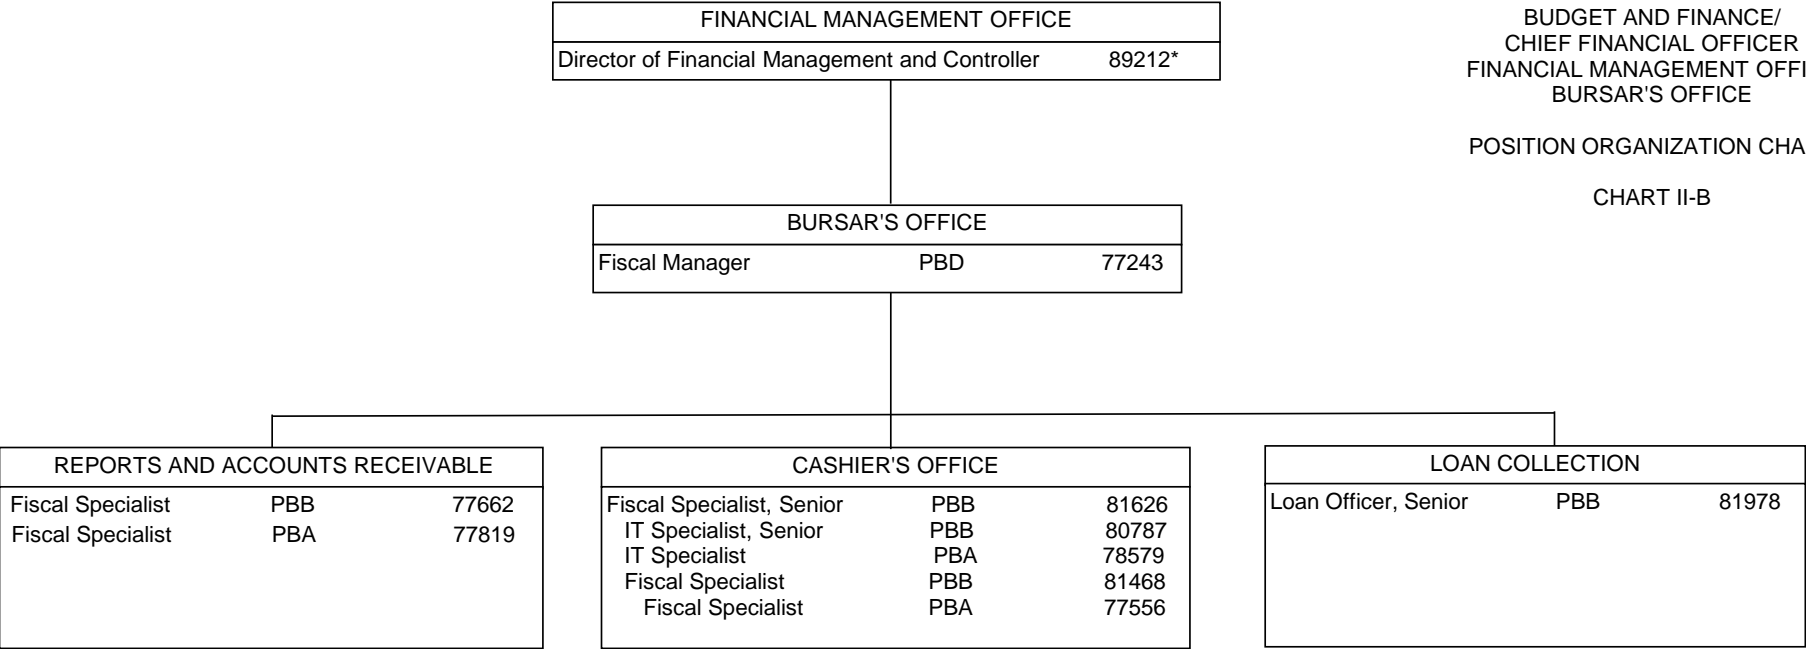 FINANCIAL MANAGEMENT OFFICE
Director of Financial Management and Controller 89212*
BUDGET AND FINANCE/
CHIEF FINANCIAL OFFICER
FINANCIAL MANAGEMENT OFFI
BURSAR'S OFFICE
POSITION ORGANIZATION CHA
CHART II-B
BURSAR'S OFFICE
Fiscal Manager PBD 77243
REPORTS AND ACCOUNTS RECEIVABLE
Fiscal Specialist PBB 77662
Fiscal Specialist PBA 77819
CASHIER'S OFFICE
Fiscal Specialist, Senior PBB 81626
IT Specialist, Senior PBB 80787
IT Specialist PBA 78579
Fiscal Specialist PBB 81468
Fiscal Specialist PBA 77556
LOAN COLLECTION
Loan Officer, Senior PBB 81978